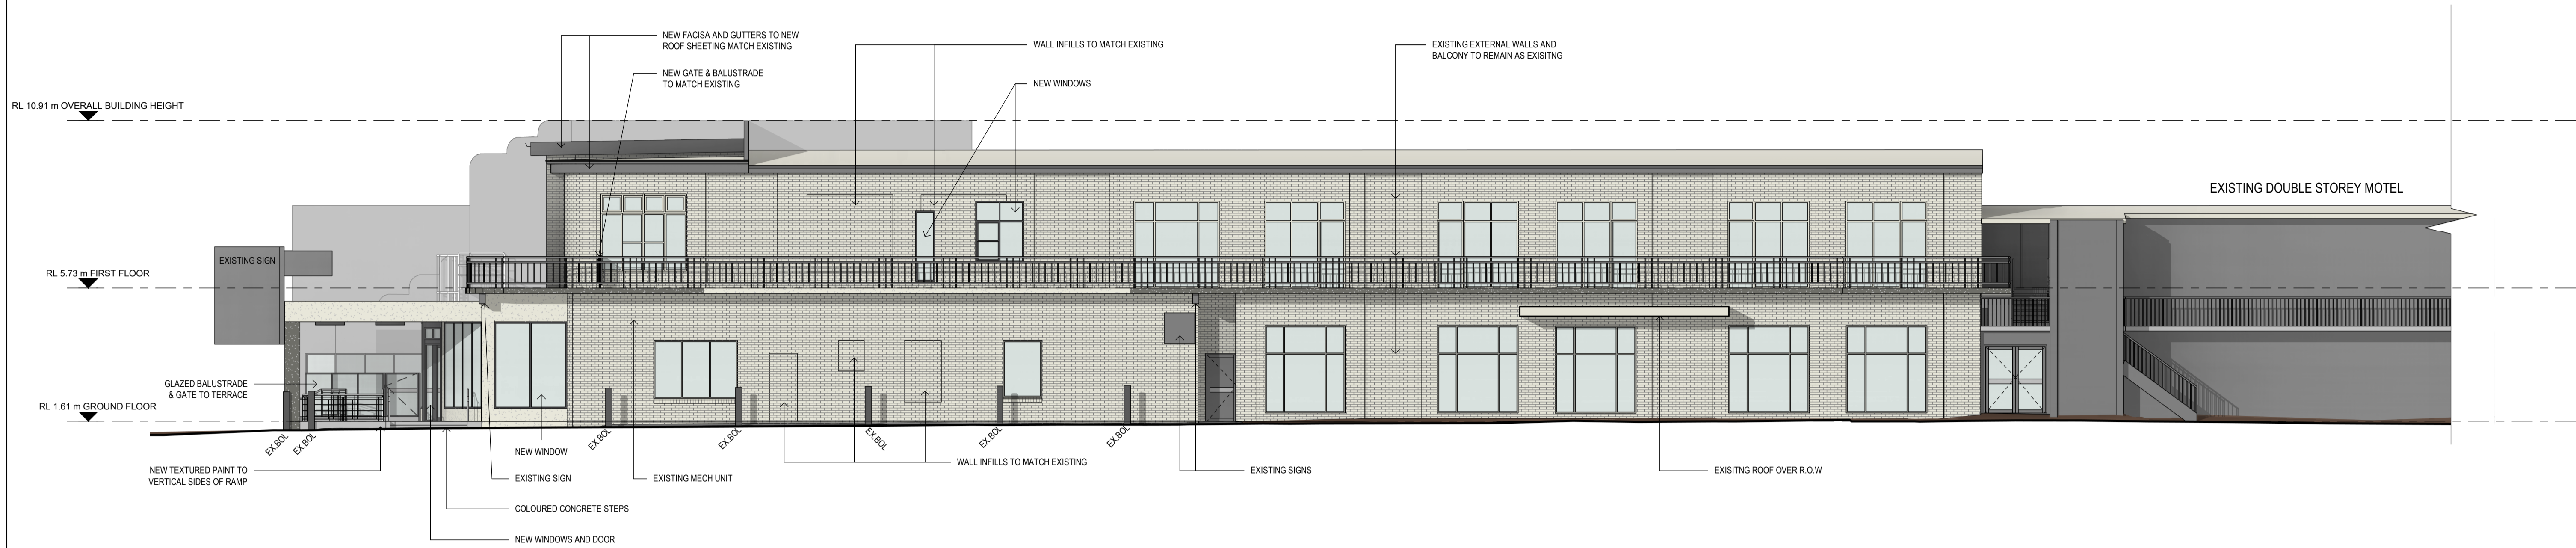 NEW FACISA AND GUTTERS TO NEW
ROOF SHEETING MATCH EXISTING
WALL INFILLS TO MATCH EXISTING
EXISTING EXTERNAL WALLS AND
BALCONY TO REMAIN AS EXISITNG
NEW GATE & BALUSTRADE
TO MATCH EXISTING
NEW WINDOWS
RL 10.91 m OVERALL BUILDING HEIGHT
EXISTING DOUBLE STOREY MOTEL
EXISTING SIGN
RL 5.73 m FIRST FLOOR
GLAZED BALUSTRADE
& GATE TO TERRACE
RL 1.61 m GROUND FLOOR
EX.BOL
EX.BOL
EX.BOL
EX.BOL
EX.BOL
EX.BOL
EX.BOL
NEW WINDOW
WALL INFILLS TO MATCH EXISTING
NEW TEXTURED PAINT TO
VERTICAL SIDES OF RAMP
EXISTING SIGN
EXISTING MECH UNIT
EXISTING SIGNS
EXISITNG ROOF OVER R.O.W
COLOURED CONCRETE STEPS
NEW WINDOWS AND DOOR